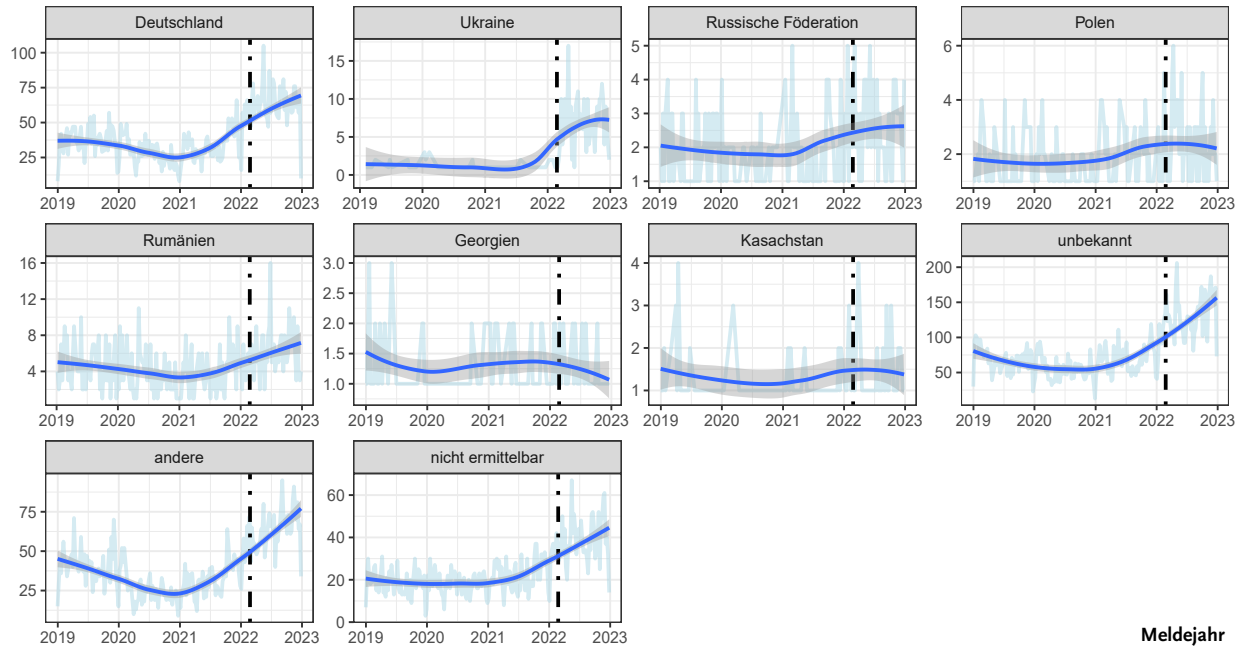 Deutschland
Ukraine
Russische Föderation
Polen
100
75
50
25
15
10
5
0
5
4
3
2
1
6
4
2
2019 2020 2021 2022 2023
2019 2020 2021 2022 2023
2019 2020 2021 2022 2023
2019 2020 2021 2022 2023
Rumänien
Georgien
Kasachstan
unbekannt
16
12
8
4
3.0
2.5
2.0
1.5
1.0
4
3
2
1
200
150
100
50
2019 2020 2021 2022 2023
2019 2020 2021 2022 2023
2019 2020 2021 2022 2023
2019 2020 2021 2022 2023
andere
nicht ermittelbar
75
50
25
60
40
20
0
2019 2020 2021 2022 2023
2019 2020 2021 2022 2023
Meldejahr